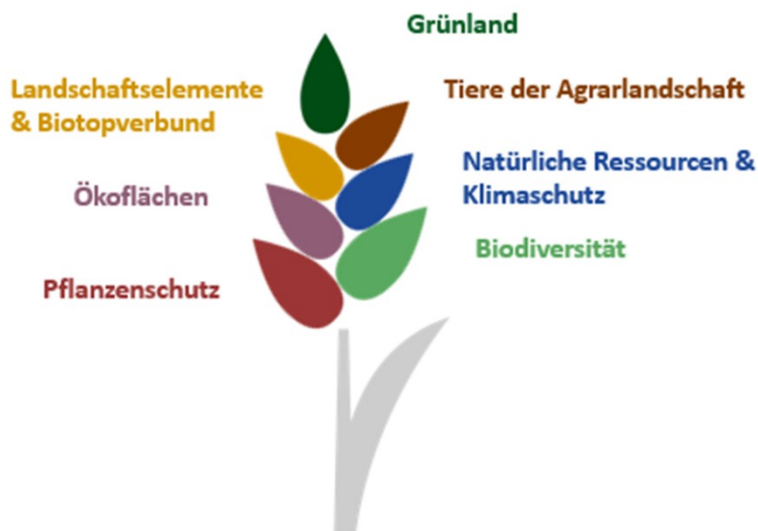 Grünland
Landschaftselemente
& Biotopverbund
Tiere der Agrarlandschaft
Natürliche Ressourcen &
Klimaschutz
Ökoflächen
Biodiversität
Pflanzenschutz